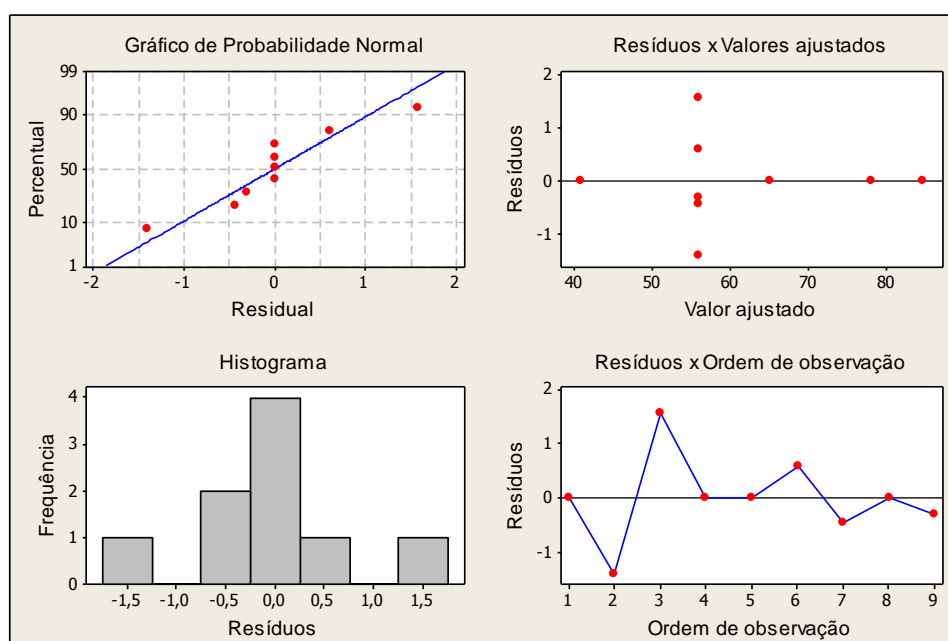 Gráfico de Probabilidade Normal
99
90
50
10
1
Percentual
-2 -1 0 1 2
Residual
Resíduos x Valores ajustados
2
1
0
-1
Resíduos
40 50 60 70 80
Valor ajustado
Histograma
4
3
2
1
0
Frequência
-1,5 -1,0 -0,5 0,0 0,5 1,0 1,5
Resíduos
Resíduos x Ordem de observação
2
1
0
-1
Resíduos
1 2 3 4 5 6 7 8 9
Ordem de observação